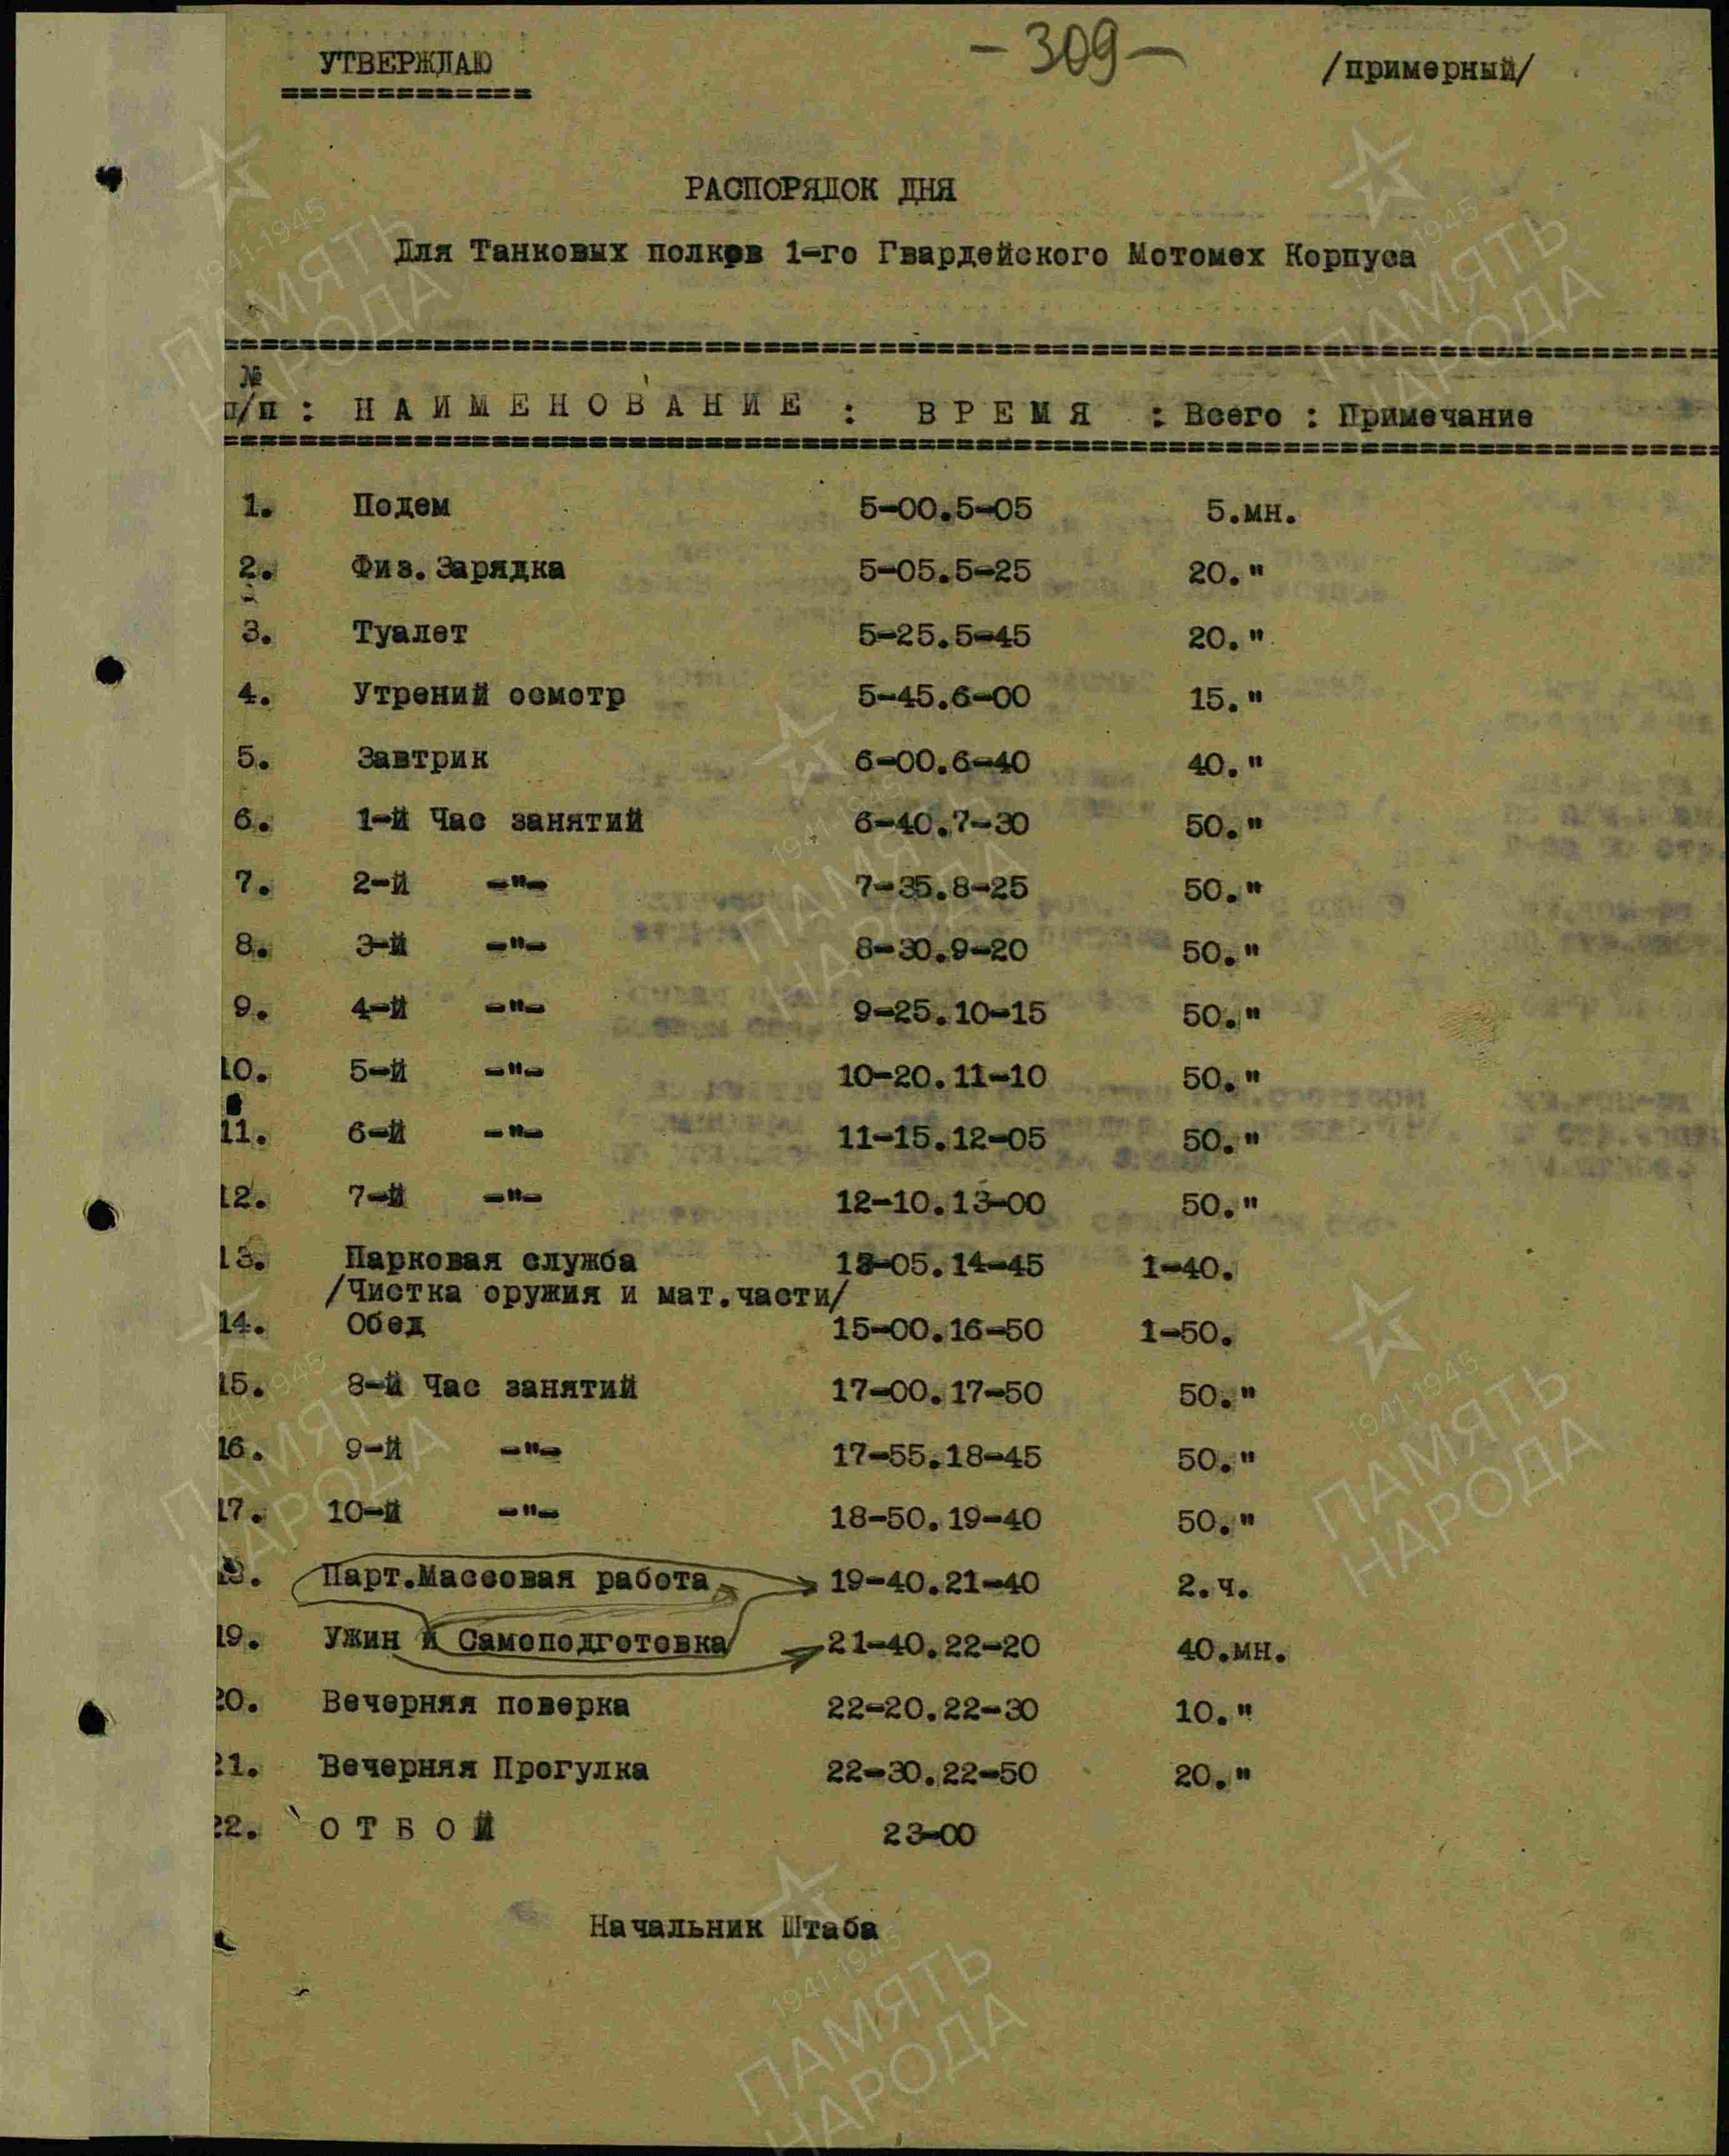 УТВЕРЖДАЮ
- 309 -
/примерный/
=============
РАСПОРЯДОК ДНЯ
Для Танковых полков 1-го Гвардейского Мотомех Корпуса
№
п/п : НАИМЕНОВАНИЕ : ВРЕМЯ : Всего : Примечание
1. Подем 5-00.5-05 5.мн.
2. Физ.Зарядка 5-05.5-25 20."
3. Туалет 5-25.5-45 20."
4. Утрений осмотр 5-45.6-00 15."
5. Завтрик 6-00.6-40 40."
6. 1-й Час занятий 6-40.7-30 50."
7. 2-й -"- 7-35.8-25 50."
8. 3-й -"- 8-30.9-20 50."
9. 4-й -"- 9-25.10-15 50."
10. 5-й -"- 10-20.11-10 50."
11. 6-й -"- 11-15.12-05 50."
12. 7-й -"- 12-10.13-00 50."
13. Парковая служба 13-05.14-45 1-40.
/Чистка оружия и мат.части/
14. Обед 15-00.16-50 1-50.
15. 8-й Час занятий 17-00.17-50 50."
16. 9-й -"- 17-55.18-45 50."
17. 10-й -"- 18-50.19-40 50."
18. Парт.Массовая работа 19-40.21-40 2.ч.
19. Ужин и Самоподготовка 21-40.22-20 40.мн.
20. Вечерняя поверка 22-20.22-30 10."
21. Вечерняя Прогулка 22-30.22-50 20."
22. ОТБОЙ 23-00
Начальник Штаба
1941-1945
ПАМЯТЬ
НАРОДА